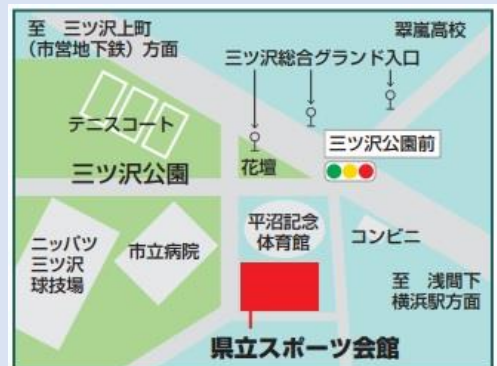 至 三ツ沢上町
(市営地下鉄)方面
翠嵐高校
三ツ沢総合グランド入口
テニスコート
三ツ沢公園前
三ツ沢公園
花壇
平沼記念
体育館
コンビニ
ニッパツ
三ツ沢
球技場
市立病院
至 浅間下
横浜駅方面
県立スポーツ会館